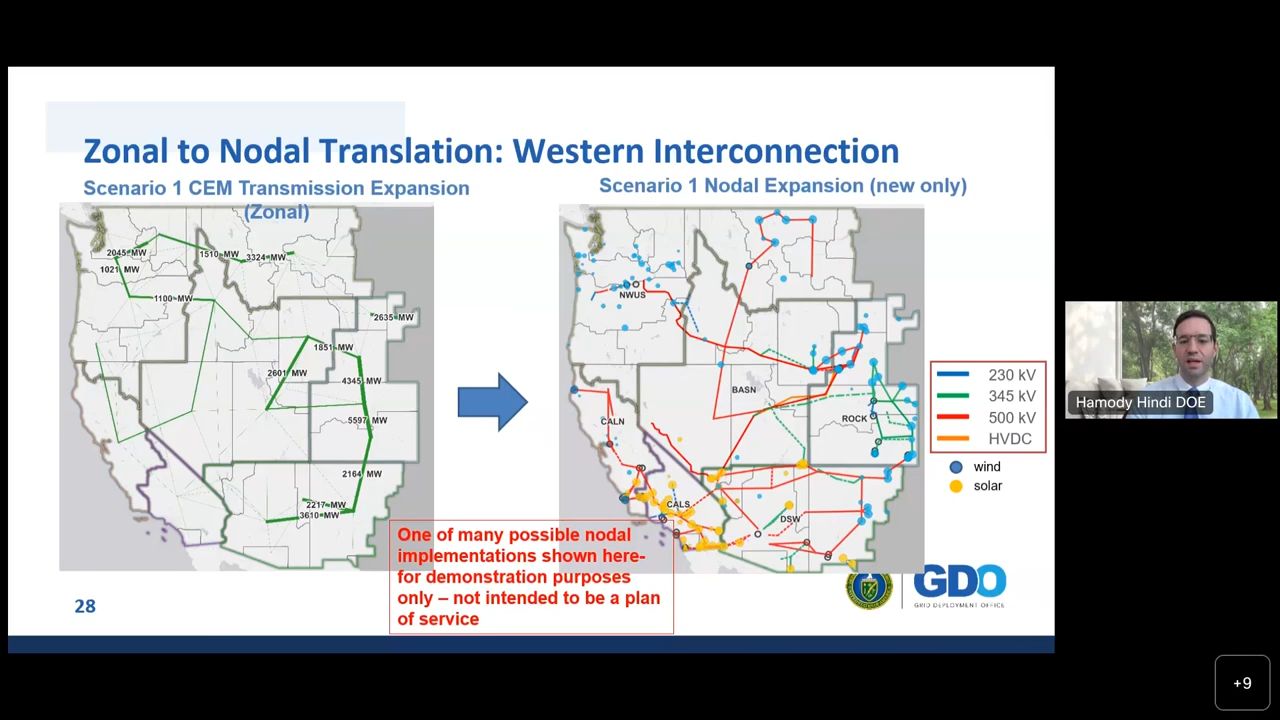 Zonal to Nodal Translation: Western Interconnection
Scenario 1 CEM Transmission Expansion
(Zonal)
Scenario 1 Nodal Expansion (new only)
2045 MW
1021 MW
1510 MW
3324 MW
1100 MW
2635 MW
1851 MW
2601 MW
4345 MW
5597 MW
2164 MW
2217 MW
3610 MW
NWUS
BASN
CALN
ROCK
CALS
DSW
230 kV
345 kV
500 kV
HVDC
wind
solar
One of many possible nodal
implementations shown here-
for demonstration purposes
only – not intended to be a plan
of service
28
GDO
GRID DEPLOYMENT OFFICE
Hamody Hindi DOE
+9